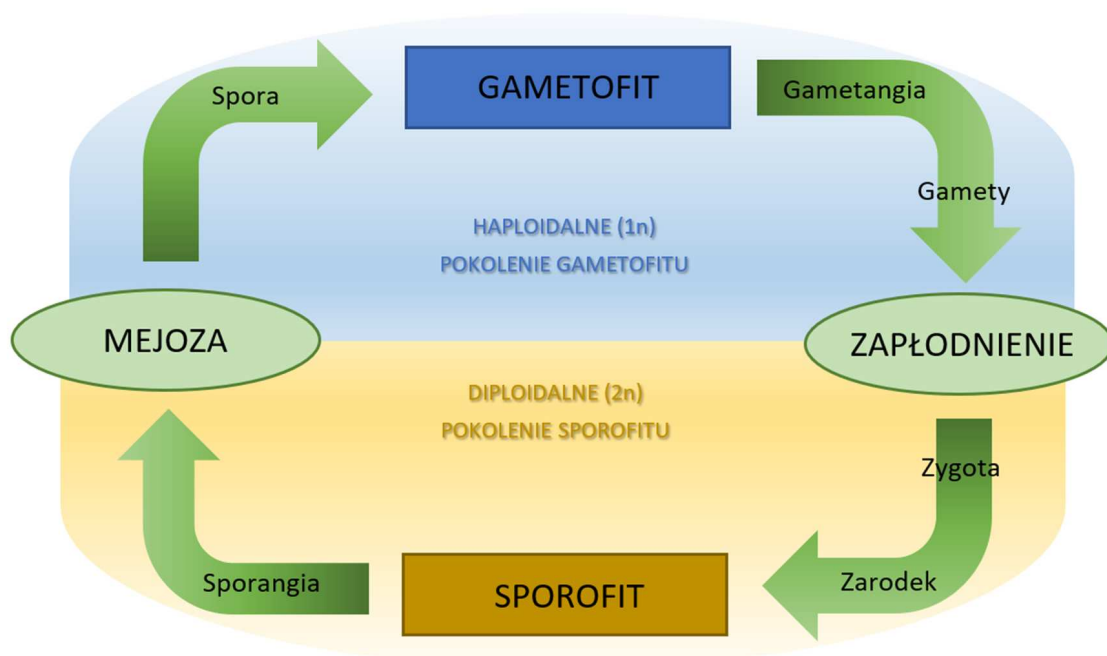 GAMETOFIT
Spora
Gametangia
Gamety
HAPLOIDALNE (1n)
POKOLENIE GAMETOFITU
MEJOZA
ZAPŁODNIENIE
DIPLOIDALNE (2n)
POKOLENIE SPOROFITU
Zygota
Sporangia
SPOROFIT
Zarodek